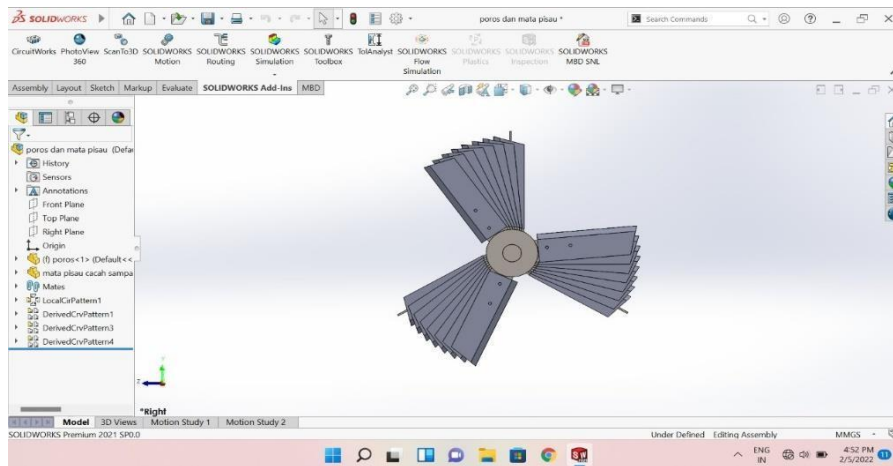 SOLIDWORKS
poros dan mata pisau *
Search Commands
CircuitWorks PhotoView 360 ScanTo3D SOLIDWORKS Motion SOLIDWORKS Routing SOLIDWORKS Simulation SOLIDWORKS Toolbox TolAnalyst SOLIDWORKS Flow Simulation SOLIDWORKS Plastics SOLIDWORKS Inspection SOLIDWORKS MBD SNL
Assembly Layout Sketch Markup Evaluate SOLIDWORKS Add-Ins MBD
poros dan mata pisau (Defau
History
Sensors
Annotations
Front Plane
Top Plane
Right Plane
Origin
(f) poros<1> (Default<<
mata pisau cacah sampa
Mates
LocalCirPattern1
DerivedCrvPattern1
DerivedCrvPattern3
DerivedCrvPattern4
Y
Z
*Right
Model 3D Views Motion Study 1 Motion Study 2
SOLIDWORKS Premium 2021 SP0.0
Under Defined Editing Assembly MMGS
ENG
IN
4:52 PM
2/5/2022